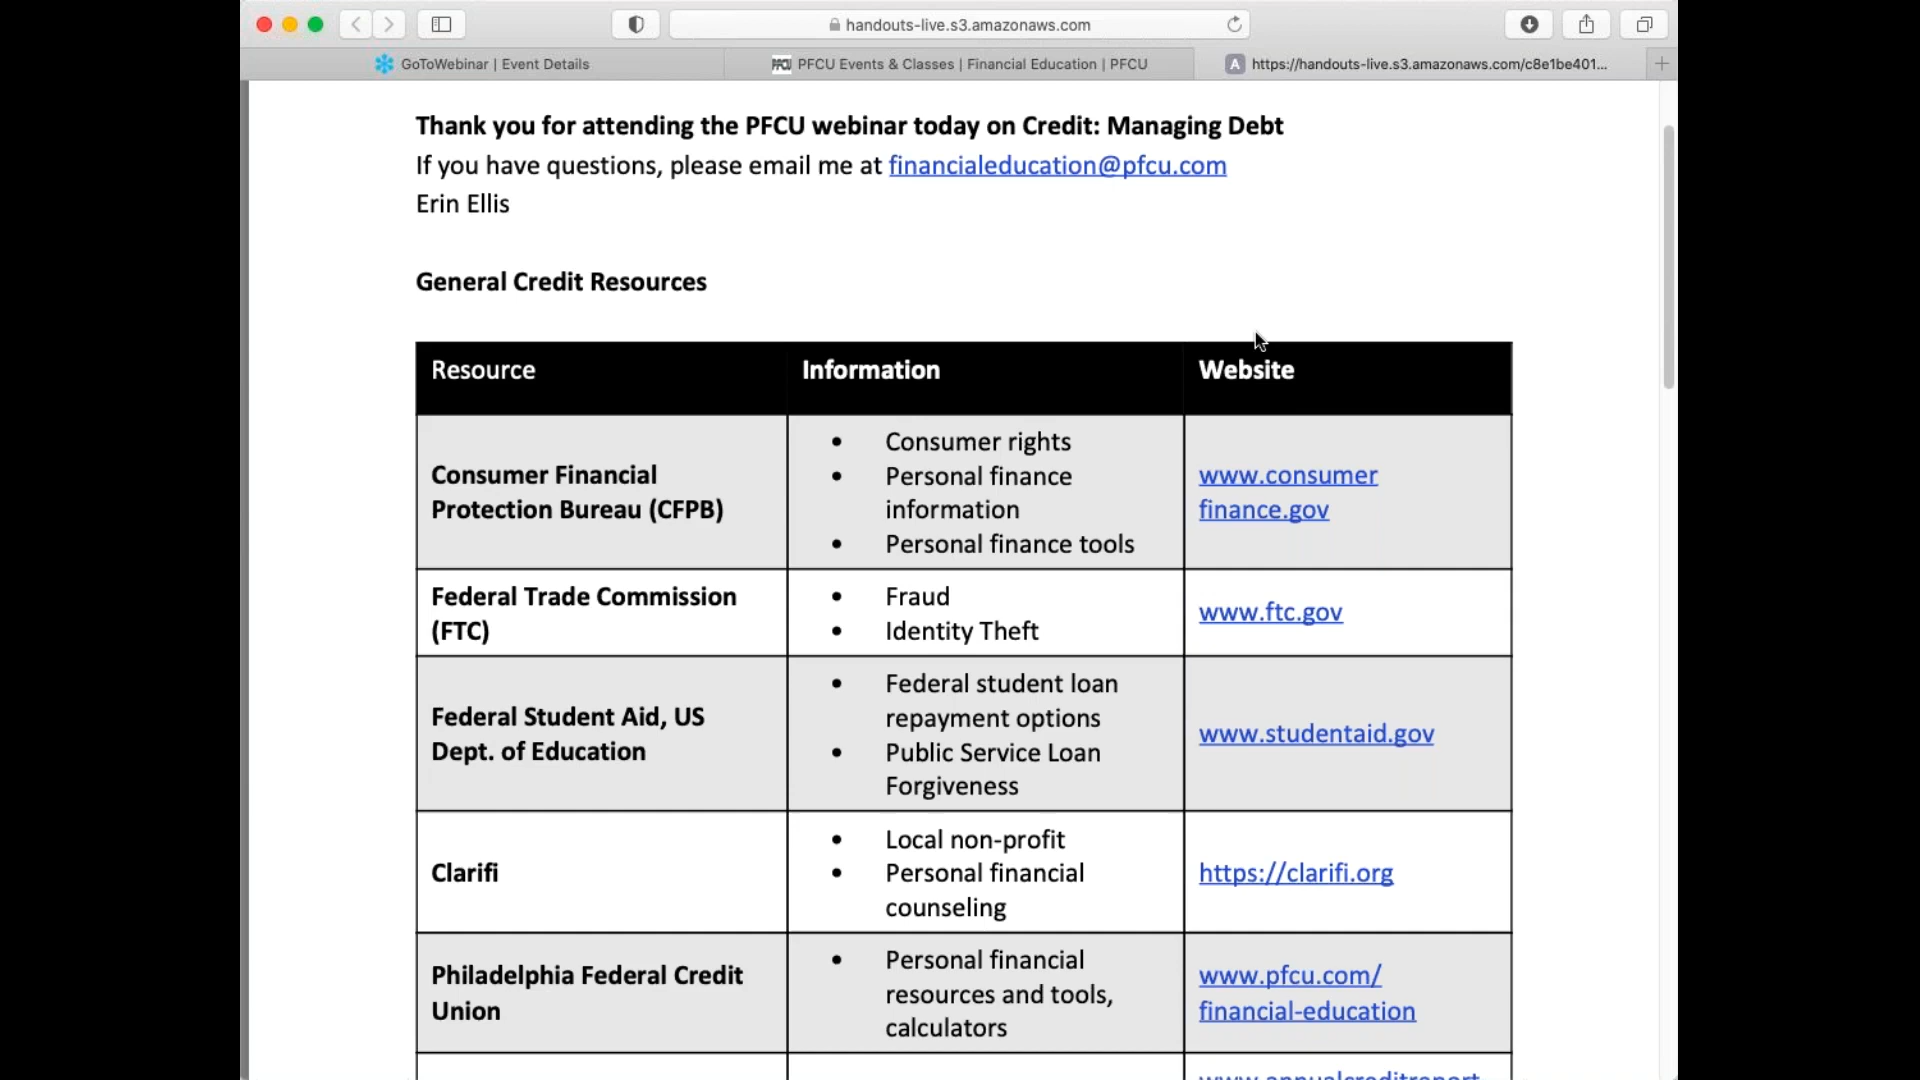 handouts-live.s3.amazonaws.com
GoToWebinar | Event Details
PFCU PFCU Events & Classes | Financial Education | PFCU
A https://handouts-live.s3.amazonaws.com/c8e1be401...
Thank you for attending the PFCU webinar today on Credit: Managing Debt
If you have questions, please email me at financialeducation@pfcu.com
Erin Ellis
General Credit Resources
Resource Information Website
Consumer Financial
Protection Bureau (CFPB)
• Consumer rights
• Personal finance
information
• Personal finance tools
www.consumer
finance.gov
Federal Trade Commission
(FTC)
• Fraud
• Identity Theft
www.ftc.gov
Federal Student Aid, US
Dept. of Education
• Federal student loan
repayment options
• Public Service Loan
Forgiveness
www.studentaid.gov
Clarifi
• Local non-profit
• Personal financial
counseling
https://clarifi.org
Philadelphia Federal Credit
Union
• Personal financial
resources and tools,
calculators
www.pfcu.com/
financial-education
www.annualcreditreport